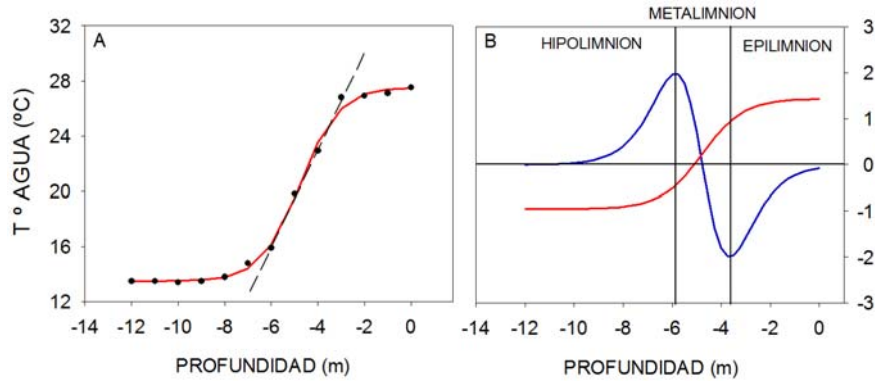 A
T º AGUA (ºC)
32
28
24
20
16
12
-14 -12 -10 -8 -6 -4 -2 0
PROFUNDIDAD (m)
METALIMNION
B
HIPOLIMNION
EPILIMNION
3
2
1
0
-1
-2
-3
-14 -12 -10 -8 -6 -4 -2 0
PROFUNDIDAD (m)